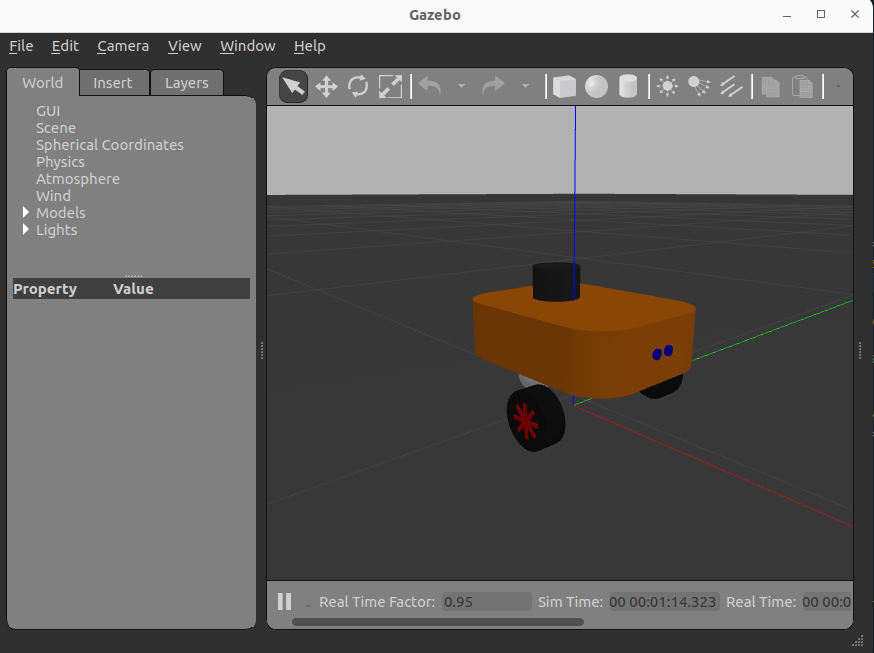 Gazebo
File Edit Camera View Window Help
World Insert Layers
GUI
Scene
Spherical Coordinates
Physics
Atmosphere
Wind
Models
Lights
Property Value
Real Time Factor: 0.95 Sim Time: 00 00:01:14.323 Real Time: 00 00:0